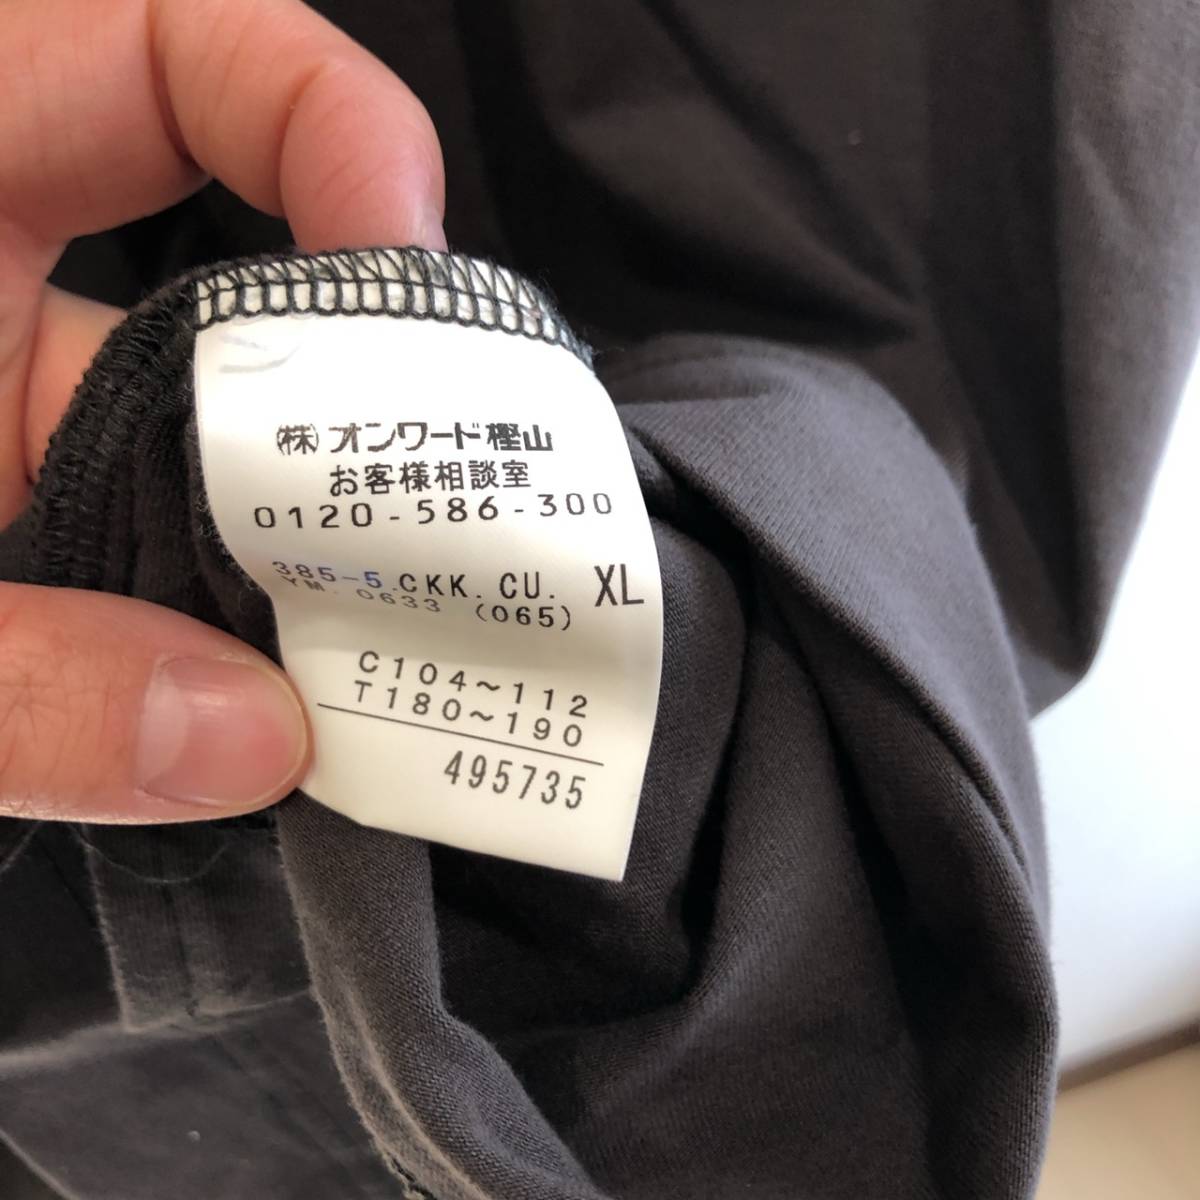 ㈱オンワード樫山
お客様相談室
0120-586-300
385-5.CKK.CU. XL
YM. 0633 (065)
C104~112
T180~190
495735